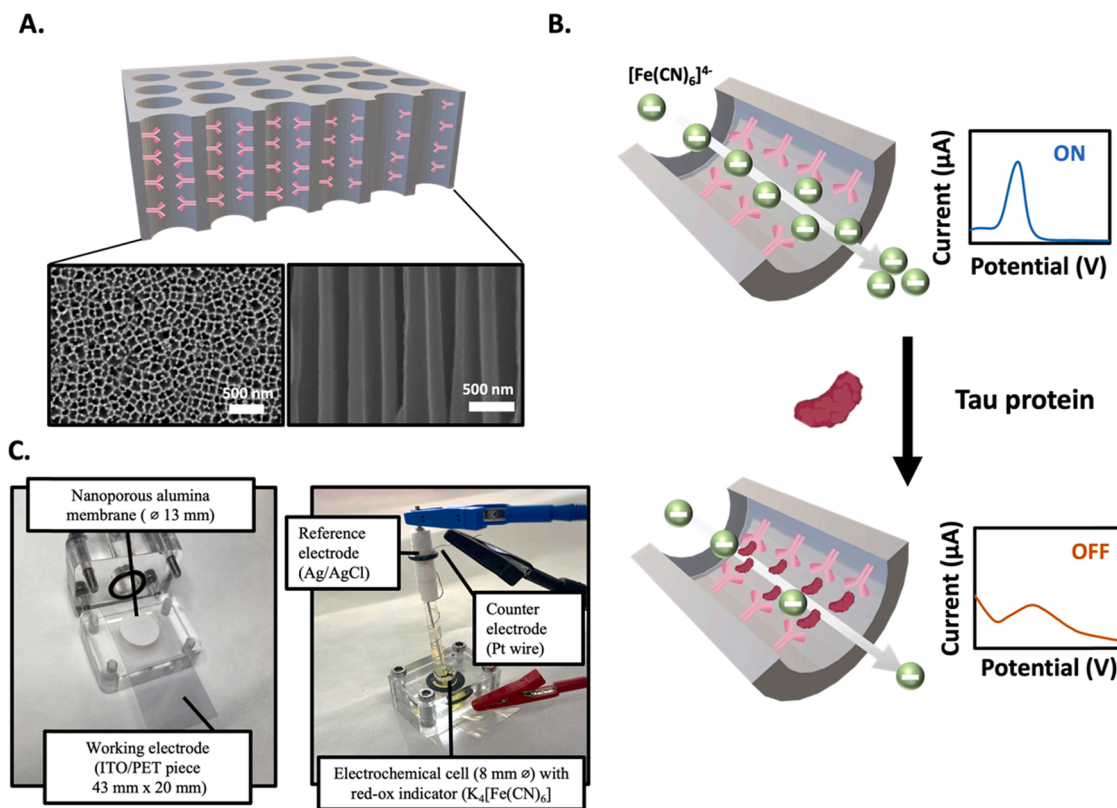 A.
500 nm
500 nm
B.
[Fe(CN)₆]⁴⁻
ON
Current (µA)
Potential (V)
Tau protein
OFF
Current (µA)
Potential (V)
C.
Nanoporous alumina
membrane ( ø 13 mm)
Working electrode
(ITO/PET piece
43 mm x 20 mm)
Reference
electrode
(Ag/AgCl)
Counter
electrode
(Pt wire)
Electrochemical cell (8 mm ø) with
red-ox indicator (K₄[Fe(CN)₆]